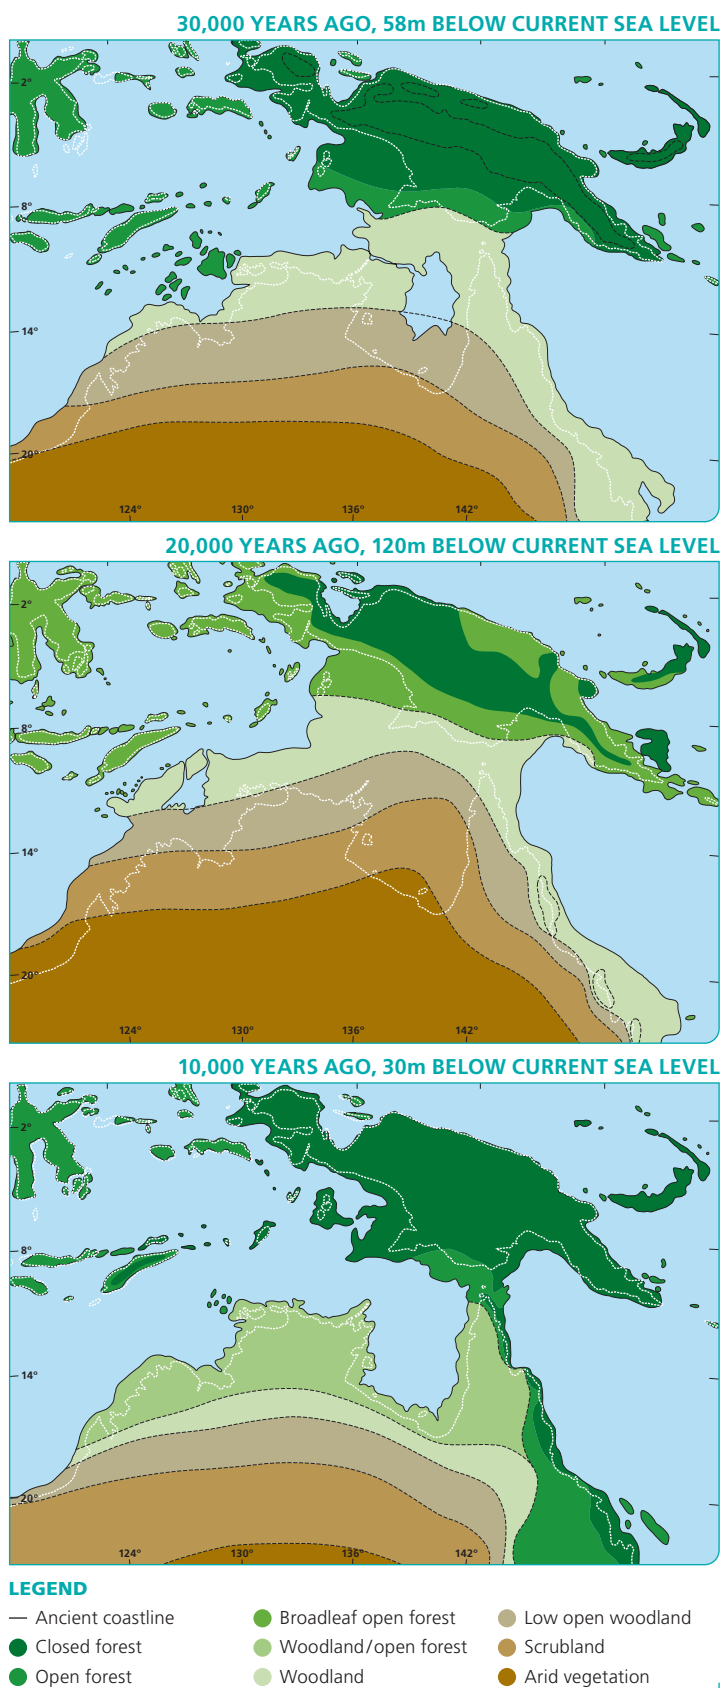 30,000 YEARS AGO, 58m BELOW CURRENT SEA LEVEL
2°
8°
14°
20°
124° 130° 136° 142°
20,000 YEARS AGO, 120m BELOW CURRENT SEA LEVEL
2°
8°
14°
20°
124° 130° 136° 142°
10,000 YEARS AGO, 30m BELOW CURRENT SEA LEVEL
2°
8°
14°
20°
124° 130° 136° 142°
LEGEND
Ancient coastline
Closed forest
Open forest
Broadleaf open forest
Woodland/open forest
Woodland
Low open woodland
Scrubland
Arid vegetation